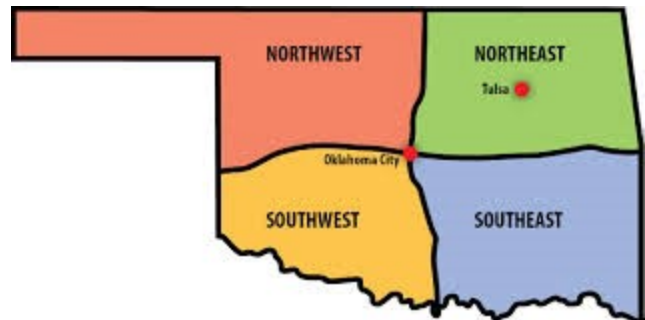 NORTHWEST
NORTHEAST
Tulsa
Oklahoma City
SOUTHWEST
SOUTHEAST